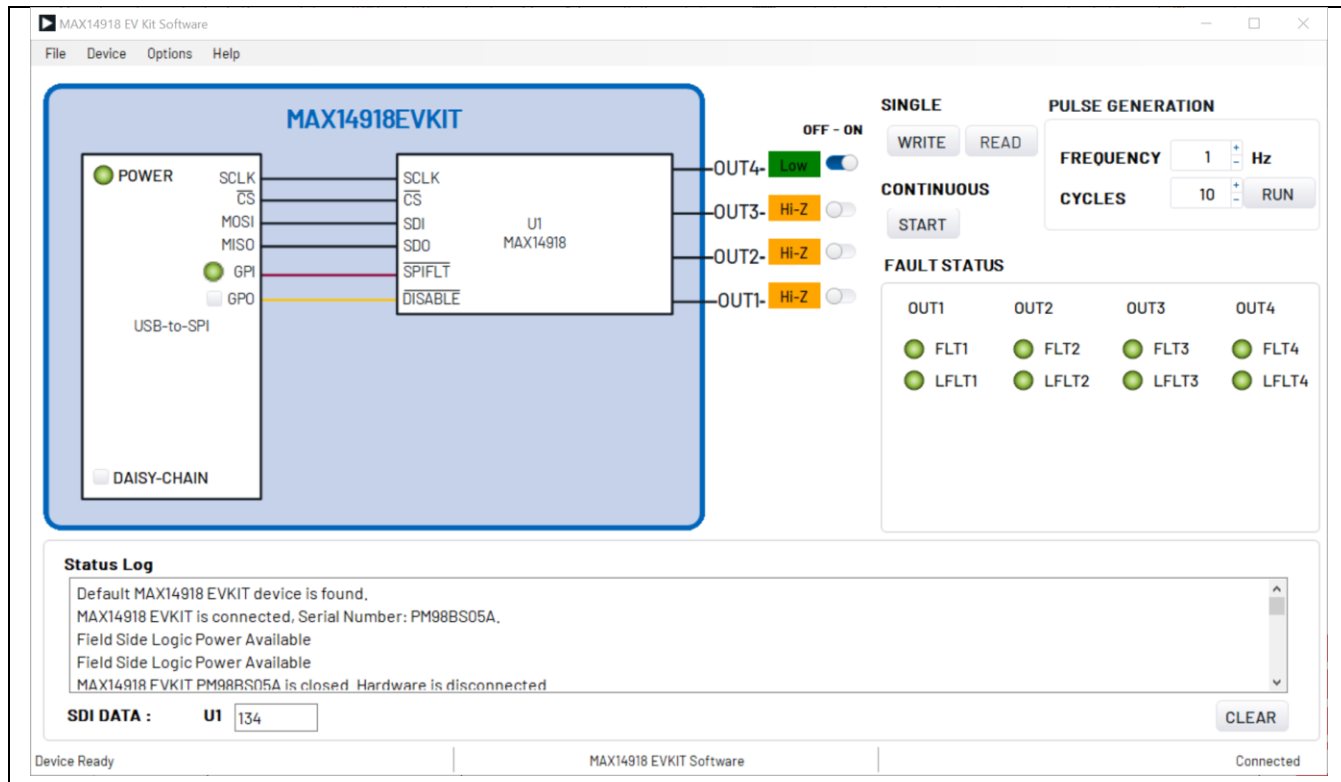 MAX14918 EV Kit Software
File Device Options Help
MAX14918EVKIT
OFF - ON
POWER
SCLK
CS
MOSI
MISO
GPI
GPO
USB-to-SPI
DAISY-CHAIN
SCLK
CS
SDI
SDO
SPIFLT
DISABLE
U1
MAX14918
OUT4- Low
OUT3- Hi-Z
OUT2- Hi-Z
OUT1- Hi-Z
SINGLE
WRITE READ
CONTINUOUS
START
PULSE GENERATION
FREQUENCY 1 Hz
CYCLES 10 RUN
FAULT STATUS
OUT1 OUT2 OUT3 OUT4
FLT1 FLT2 FLT3 FLT4
LFLT1 LFLT2 LFLT3 LFLT4
Status Log
Default MAX14918 EVKIT device is found.
MAX14918 EVKIT is connected, Serial Number: PM98BS05A.
Field Side Logic Power Available
Field Side Logic Power Available
MAX14918 EVKIT PM98BS05A is closed Hardware is disconnected
SDI DATA : U1 134
CLEAR
Device Ready MAX14918 EVKIT Software Connected